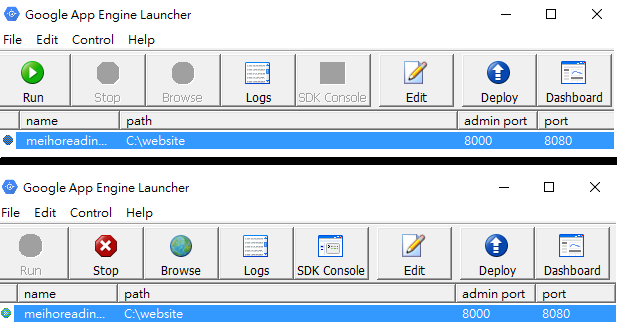 Google App Engine Launcher
File Edit Control Help
Run Stop Browse Logs SDK Console Edit Deploy Dashboard
name path admin port port
meihoreadin... C:\website 8000 8080
Google App Engine Launcher
File Edit Control Help
Run Stop Browse Logs SDK Console Edit Deploy Dashboard
name path admin port port
meihoreadin... C:\website 8000 8080